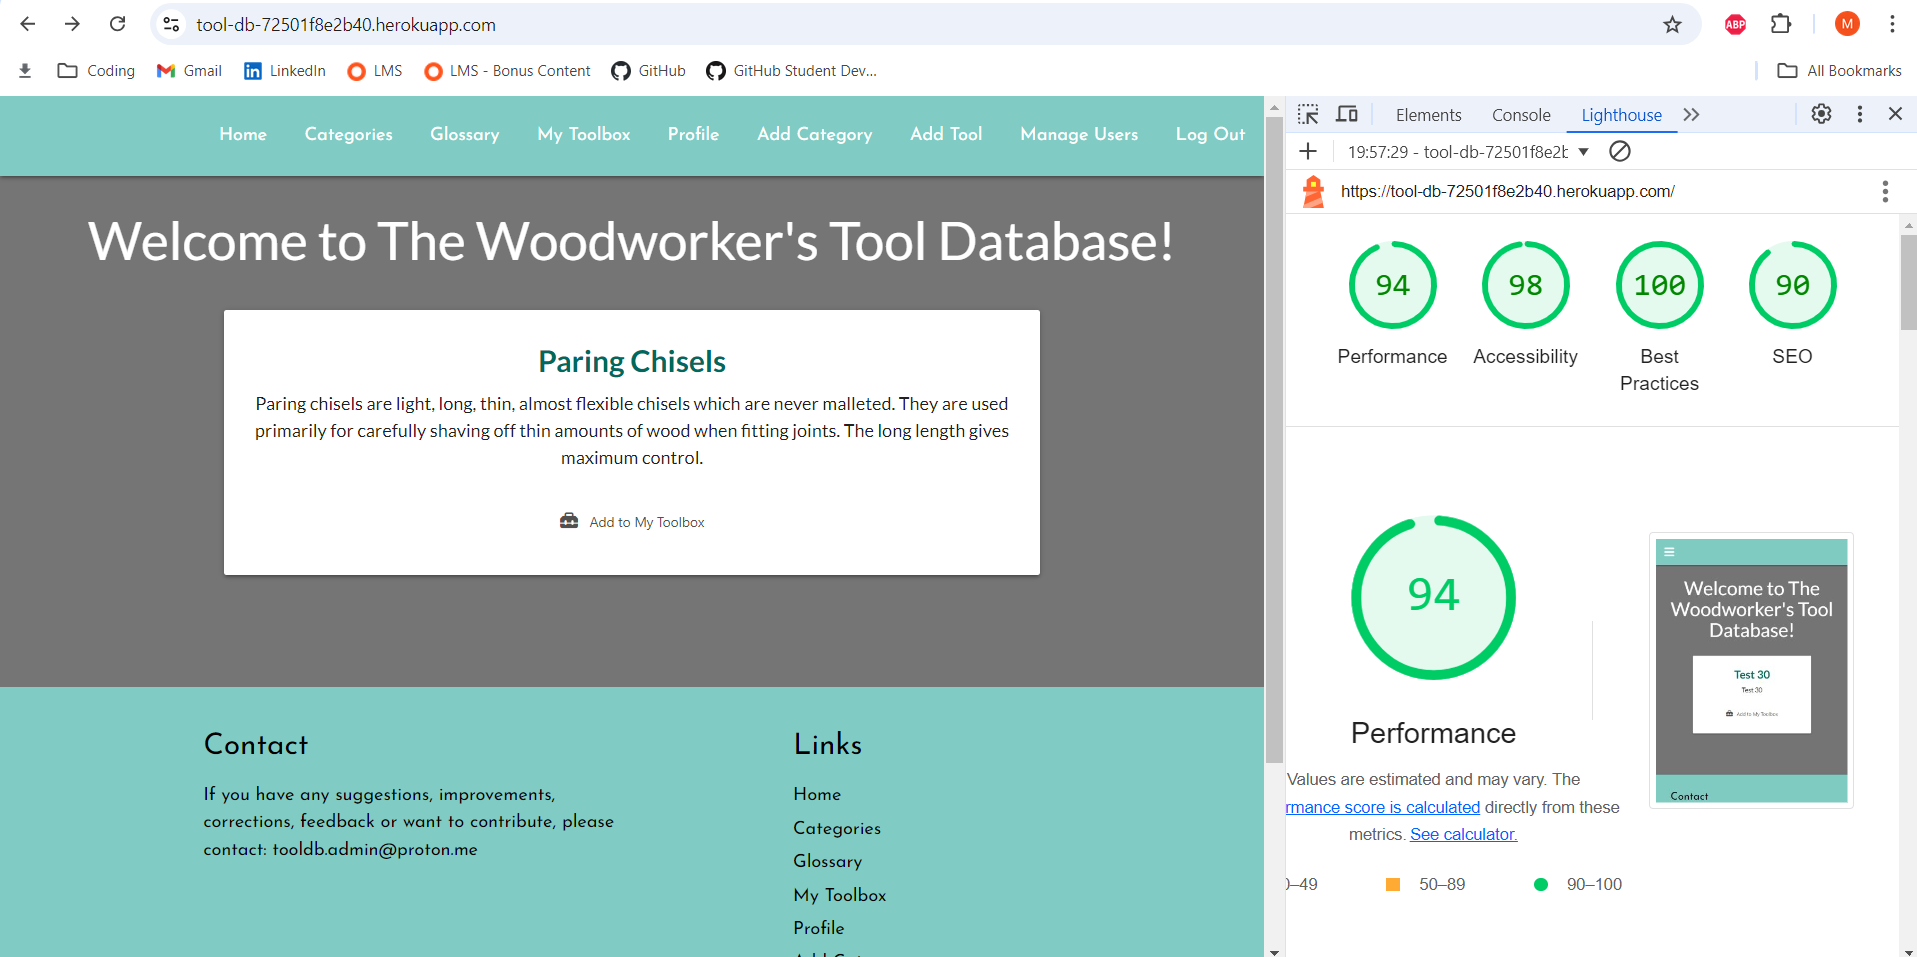 tool-db-72501f8e2b40.herokuapp.com
ABP
M
Coding
Gmail
LinkedIn
LMS
LMS - Bonus Content
GitHub
GitHub Student Dev...
All Bookmarks
Home
Categories
Glossary
My Toolbox
Profile
Add Category
Add Tool
Manage Users
Log Out
Welcome to The Woodworker's Tool Database!
Paring Chisels
Paring chisels are light, long, thin, almost flexible chisels which are never malleted. They are used
primarily for carefully shaving off thin amounts of wood when fitting joints. The long length gives
maximum control.
Add to My Toolbox
Contact
If you have any suggestions, improvements,
corrections, feedback or want to contribute, please
contact: tooldb.admin@proton.me
Links
Home
Categories
Glossary
My Toolbox
Profile
Elements
Console
Lighthouse
19:57:29 - tool-db-72501f8e2b
https://tool-db-72501f8e2b40.herokuapp.com/
94
Performance
98
Accessibility
100
Best
Practices
90
SEO
94
Performance
Values are estimated and may vary. The
rmance score is calculated directly from these
metrics. See calculator.
0–49
50–89
90–100
Welcome to The
Woodworker's Tool
Database!
Test 30
Test 30
Add to My Toolbox
Contact